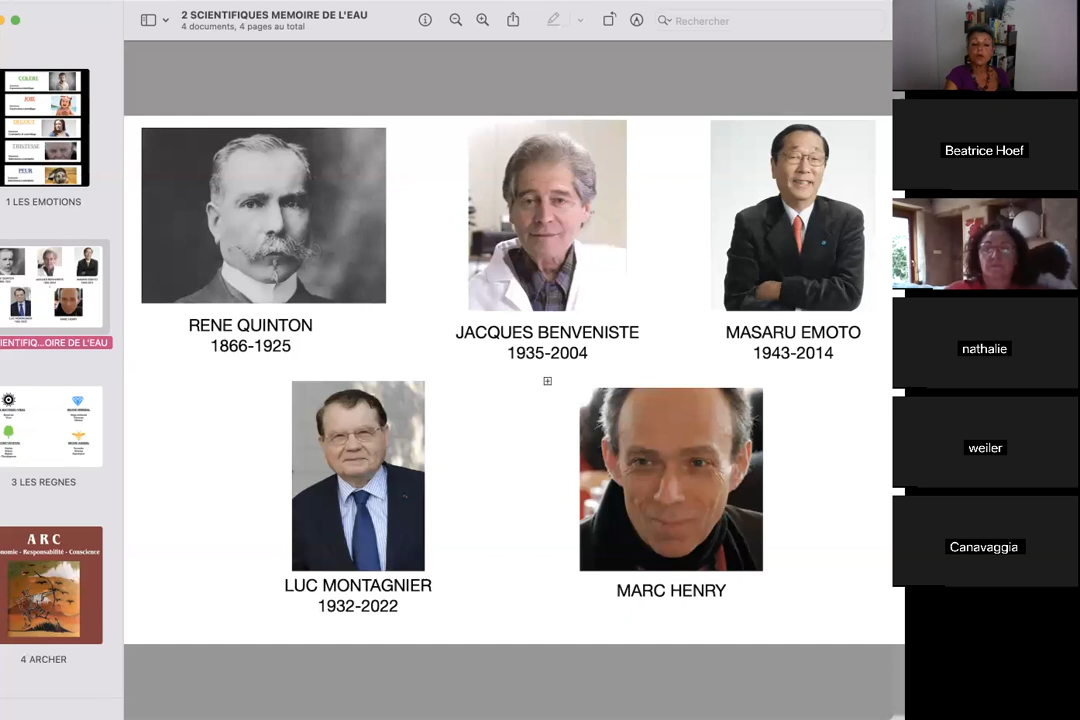 2 SCIENTIFIQUES MEMOIRE DE L'EAU
4 documents, 4 pages au total
Rechercher
COLERE
JOIE
DEGOUT
TRISTESSE
PEUR
1 LES EMOTIONS
IENTIFIQ...OIRE DE L'EAU
3 LES REGNES
ARC
nomie - Responsabilité - Conscience
4 ARCHER
RENE QUINTON
1866-1925
JACQUES BENVENISTE
1935-2004
MASARU EMOTO
1943-2014
LUC MONTAGNIER
1932-2022
MARC HENRY
Beatrice Hoef
nathalie
weiler
Canavaggia